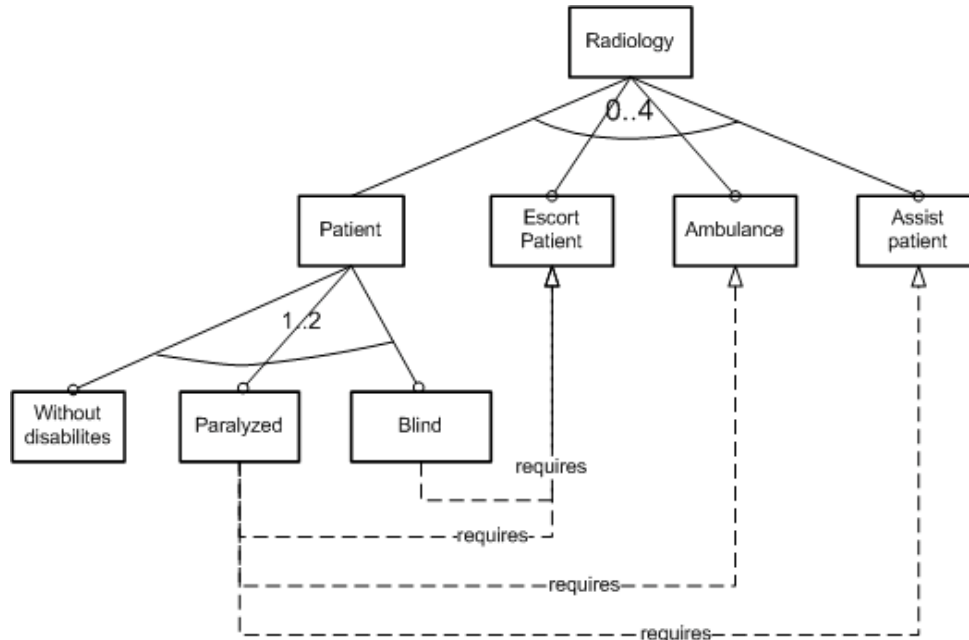 Radiology
0..4
Patient
Escort
Patient
Ambulance
Assist
patient
1..2
Without
disabilites
Paralyzed
Blind
requires
requires
requires
requires